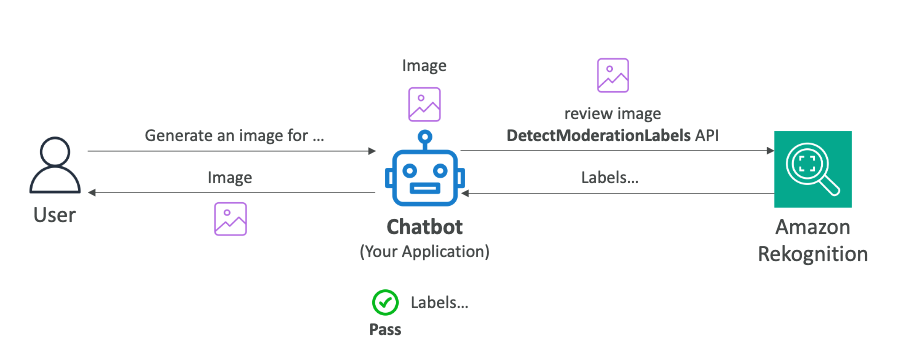 Image
review image
DetectModerationLabels API
Generate an image for ...
Labels...
Image
User
Chatbot
(Your Application)
Amazon
Rekognition
Labels...
Pass